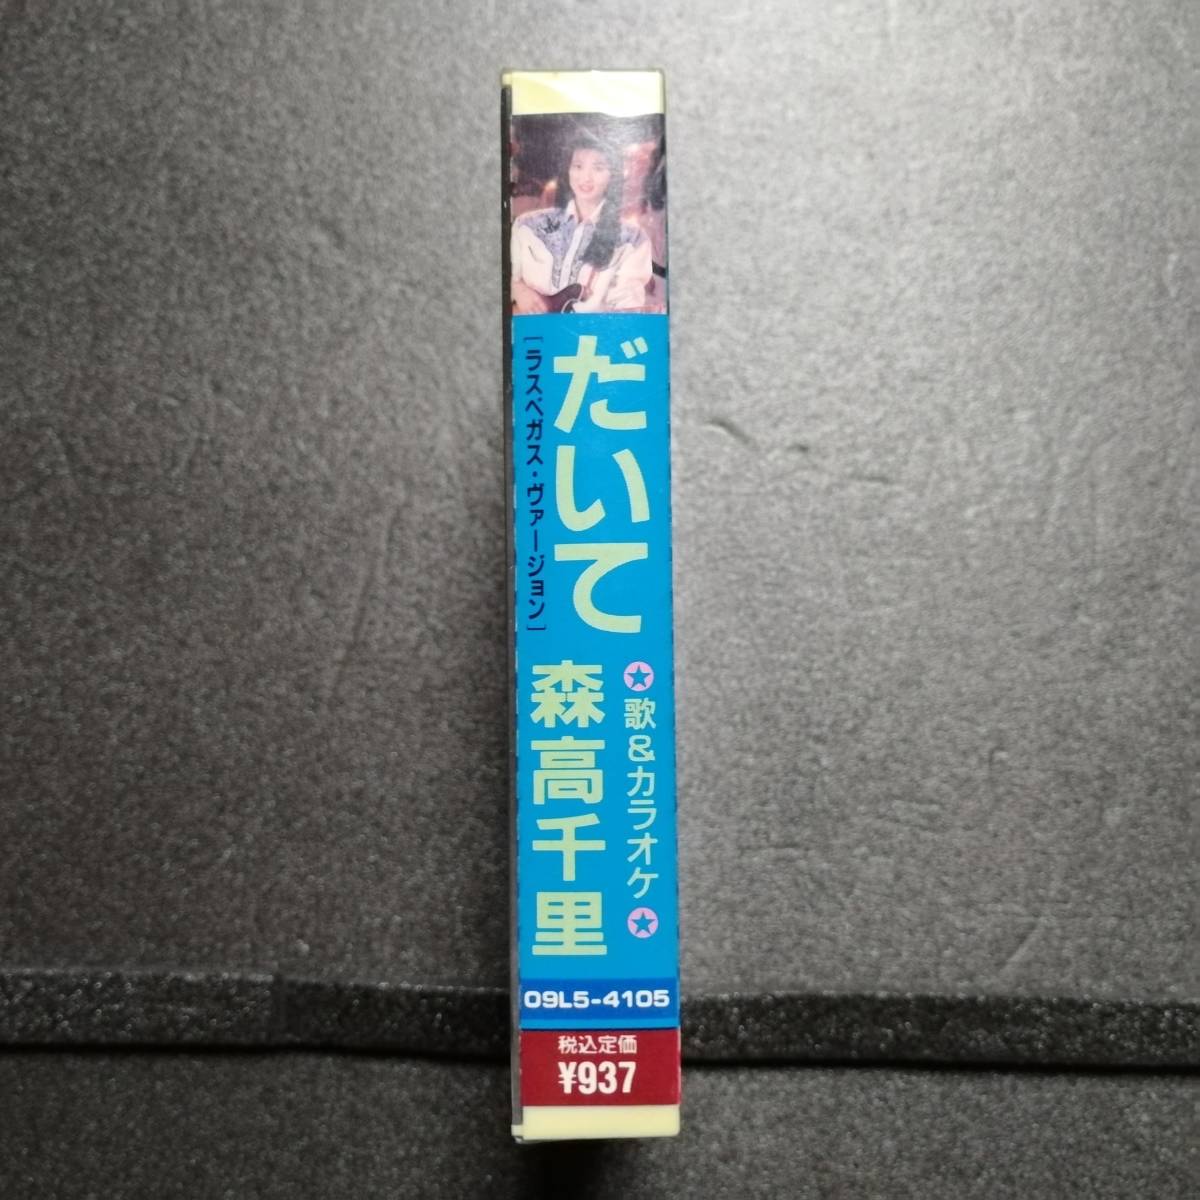 だいて
[ラスベガス・ヴァージョン]
★歌&カラオケ★
森高千里
09L5-4105
税込定価
¥937